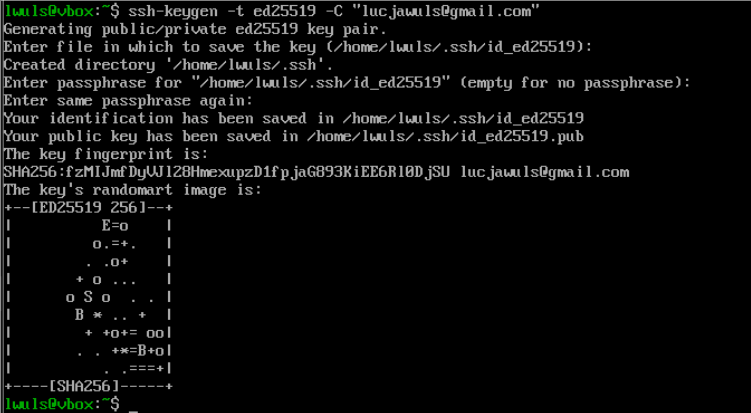 lwuls@vbox:~$ ssh-keygen -t ed25519 -C "lucjawuls@gmail.com"
Generating public/private ed25519 key pair.
Enter file in which to save the key (/home/lwuls/.ssh/id_ed25519):
Created directory '/home/lwuls/.ssh'.
Enter passphrase for "/home/lwuls/.ssh/id_ed25519" (empty for no passphrase):
Enter same passphrase again:
Your identification has been saved in /home/lwuls/.ssh/id_ed25519
Your public key has been saved in /home/lwuls/.ssh/id_ed25519.pub
The key fingerprint is:
SHA256:fzMIJmfDyVJl28HmexupzD1fpjaG893KiEE6Rl0DjSU lucjawuls@gmail.com
The key's randomart image is:
+--[ED25519 256]--+
|           E=o    |
|          o.=+.   |
|         . .o+    |
|        + o ...   |
|       o S o  . . |
|        B * .. +  |
|         + +o+= oo|
|        . . +*=B+o|
|           . .===+|
+----[SHA256]-----+
lwuls@vbox:~$ _